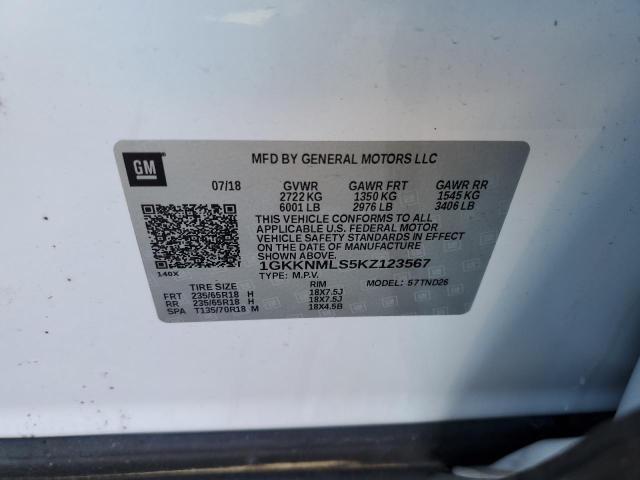 GM
MFD BY GENERAL MOTORS LLC
07/18 GVWR GAWR FRT GAWR RR
2722 KG 1350 KG 1545 KG
6001 LB 2976 LB 3406 LB
THIS VEHICLE CONFORMS TO ALL
APPLICABLE U.S. FEDERAL MOTOR
VEHICLE SAFETY STANDARDS IN EFFECT
ON THE DATE OF MANUFACTURE
SHOWN ABOVE.
140X 1GKKNMLS5KZ123567
TYPE: M.P.V. MODEL: 57TND26
TIRE SIZE RIM
FRT 235/65R18 H 18X7.5J
RR 235/65R18 H 18X7.5J
SPA T135/70R18 M 18X4.5B